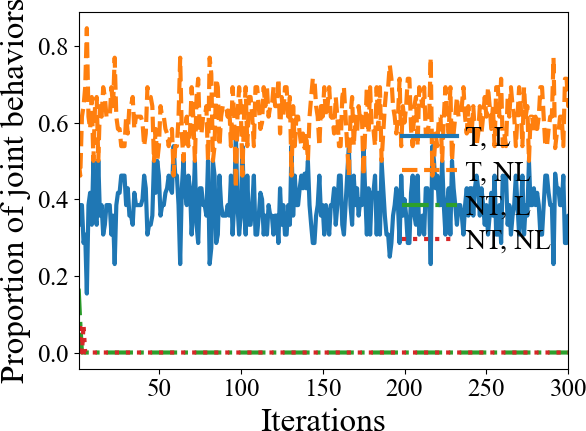 Proportion of joint behaviors
0.8
0.6
0.4
0.2
0.0
T, L
T, NL
NT, L
NT, NL
50
100
150
200
250
300
Iterations